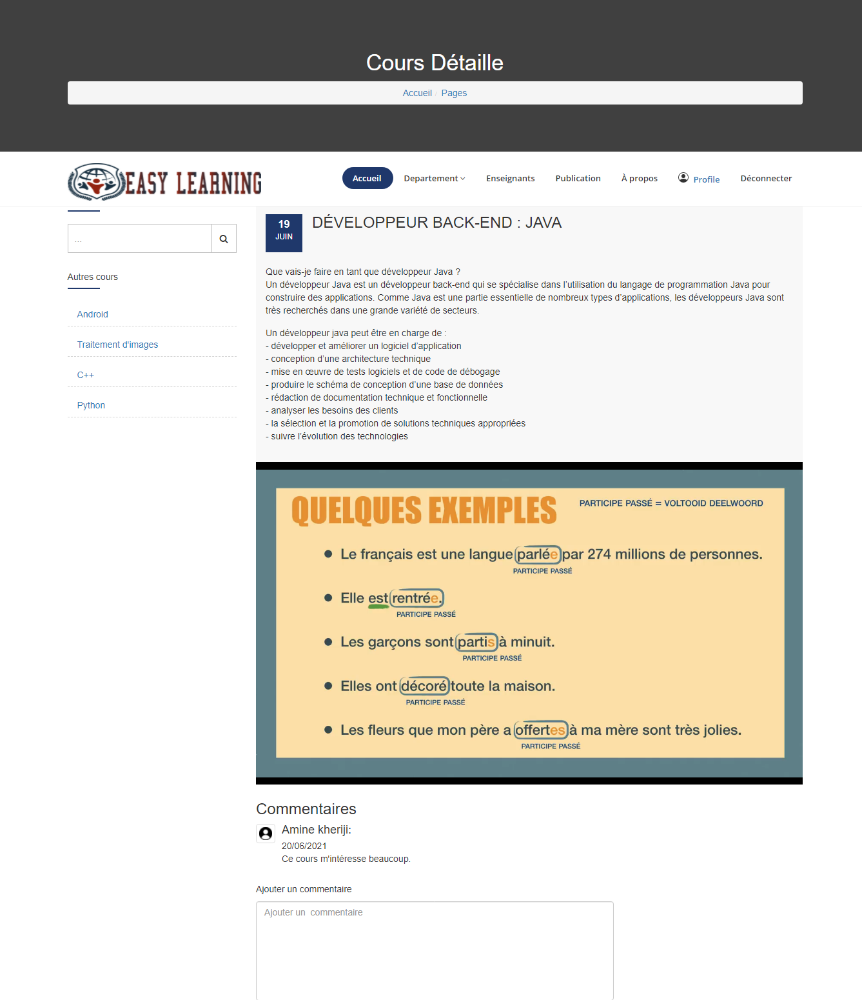 Cours Détaille
Accueil / Pages
EASY LEARNING
Accueil
Departement
Enseignants
Publication
À propos
Profile
Déconnecter
...
Autres cours
Android
Traitement d'images
C++
Python
19
JUIN
DÉVELOPPEUR BACK-END : JAVA
Que vais-je faire en tant que développeur Java ?
Un développeur Java est un développeur back-end qui se spécialise dans l’utilisation du langage de programmation Java pour
construire des applications. Comme Java est une partie essentielle de nombreux types d’applications, les développeurs Java sont
très recherchés dans une grande variété de secteurs.
Un développeur java peut être en charge de :
- développer et améliorer un logiciel d’application
- conception d’une architecture technique
- mise en œuvre de tests logiciels et de code de débogage
- produire le schéma de conception d’une base de données
- rédaction de documentation technique et fonctionnelle
- analyser les besoins des clients
- la sélection et la promotion de solutions techniques appropriées
- suivre l’évolution des technologies
QUELQUES EXEMPLES
PARTICIPE PASSÉ = VOLTOOID DEELWOORD
• Le français est une langue parlée par 274 millions de personnes.
PARTICIPE PASSÉ
• Elle est rentrée.
PARTICIPE PASSÉ
• Les garçons sont partis à minuit.
PARTICIPE PASSÉ
• Elles ont décoré toute la maison.
PARTICIPE PASSÉ
• Les fleurs que mon père a offertes à ma mère sont très jolies.
PARTICIPE PASSÉ
Commentaires
Amine kheriji:
20/06/2021
Ce cours m'intéresse beaucoup.
Ajouter un commentaire
Ajouter un commentaire